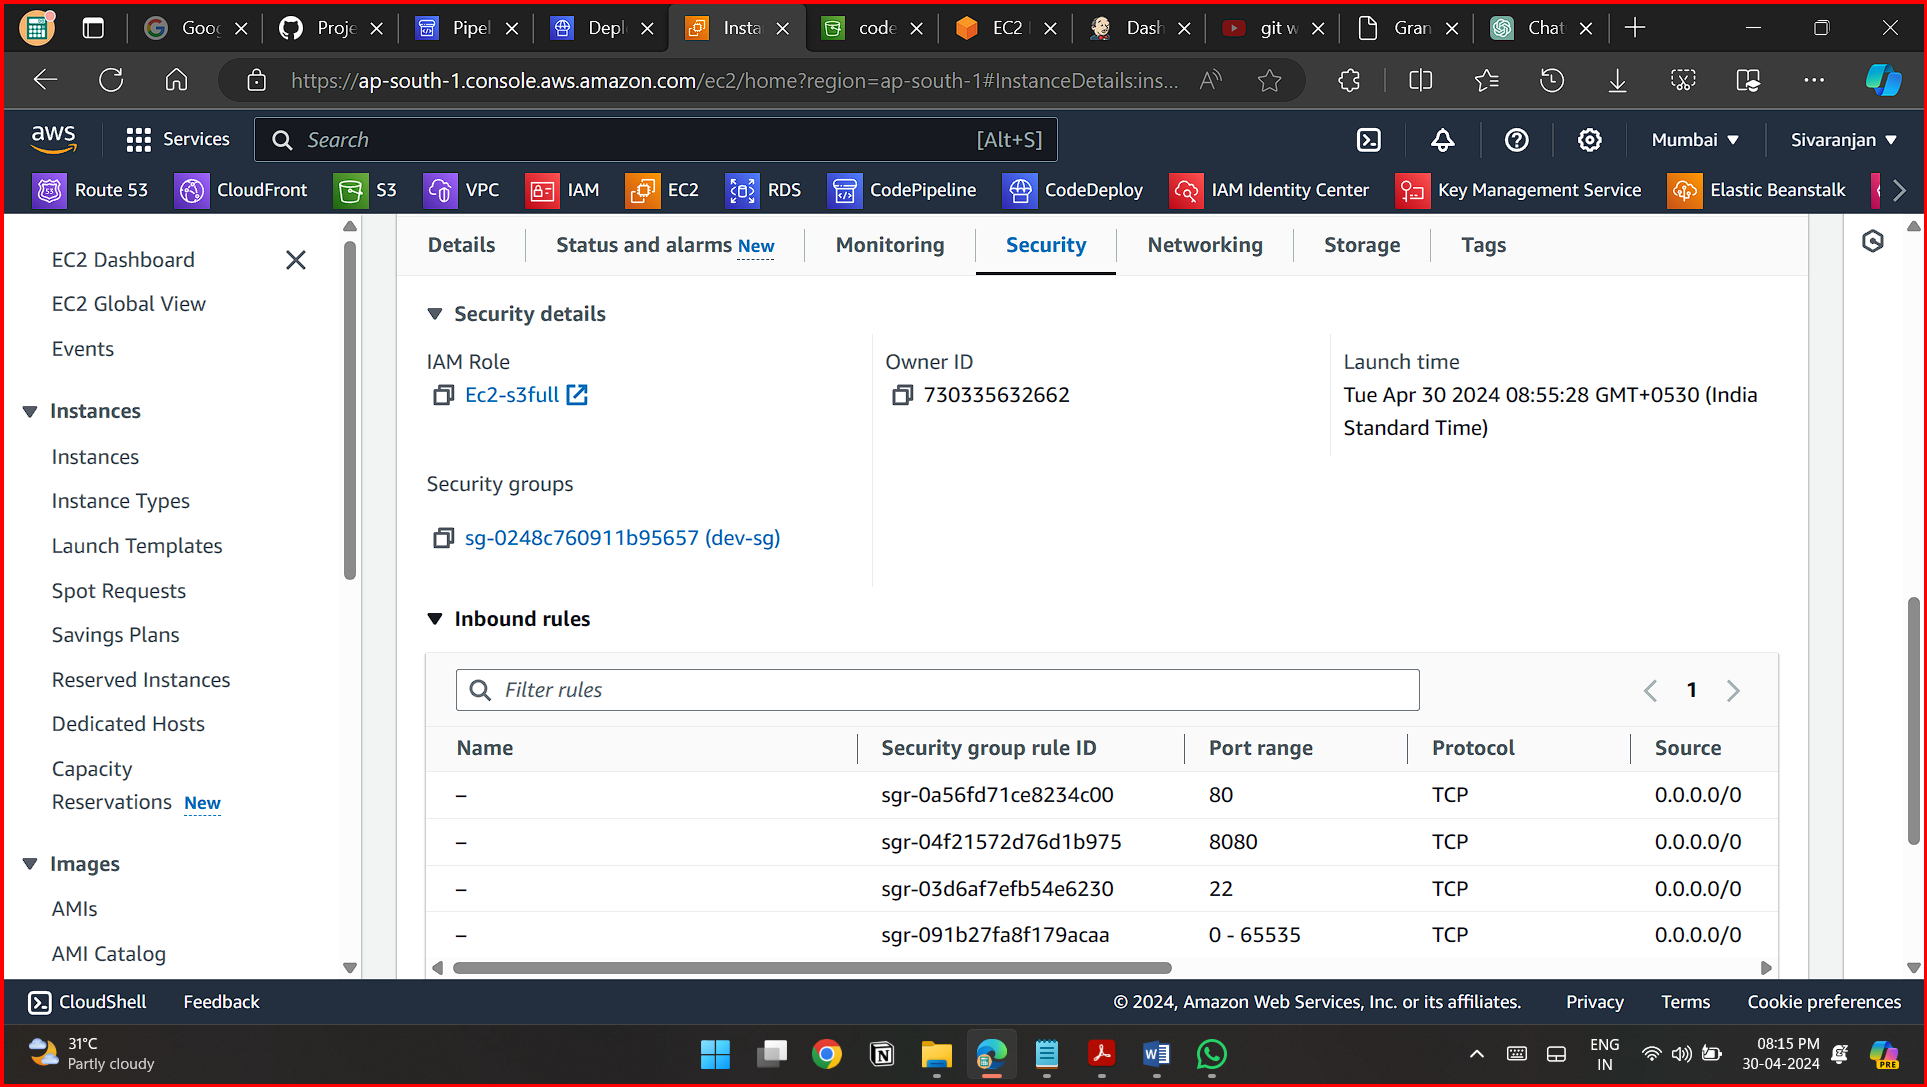 Goog
Proje
Pipel
Deplo
Insta
code
EC2
Dash
git w
Gran
Chat
https://ap-south-1.console.aws.amazon.com/ec2/home?region=ap-south-1#InstanceDetails:ins...
aws
Services
Search
[Alt+S]
Mumbai
Sivaranjan
Route 53
CloudFront
S3
VPC
IAM
EC2
RDS
CodePipeline
CodeDeploy
IAM Identity Center
Key Management Service
Elastic Beanstalk
EC2 Dashboard
EC2 Global View
Events
Instances
Instances
Instance Types
Launch Templates
Spot Requests
Savings Plans
Reserved Instances
Dedicated Hosts
Capacity
Reservations New
Images
AMIs
AMI Catalog
Details
Status and alarms New
Monitoring
Security
Networking
Storage
Tags
Security details
IAM Role
Ec2-s3full
Owner ID
730335632662
Launch time
Tue Apr 30 2024 08:55:28 GMT+0530 (India
Standard Time)
Security groups
sg-0248c760911b95657 (dev-sg)
Inbound rules
Filter rules
1
Name Security group rule ID Port range Protocol Source
– sgr-0a56fd71ce8234c00 80 TCP 0.0.0.0/0
– sgr-04f21572d76d1b975 8080 TCP 0.0.0.0/0
– sgr-03d6af7efb54e6230 22 TCP 0.0.0.0/0
– sgr-091b27fa8f179acaa 0 - 65535 TCP 0.0.0.0/0
CloudShell
Feedback
© 2024, Amazon Web Services, Inc. or its affiliates.
Privacy
Terms
Cookie preferences
31°C
Partly cloudy
ENG
IN
08:15 PM
30-04-2024
PRE